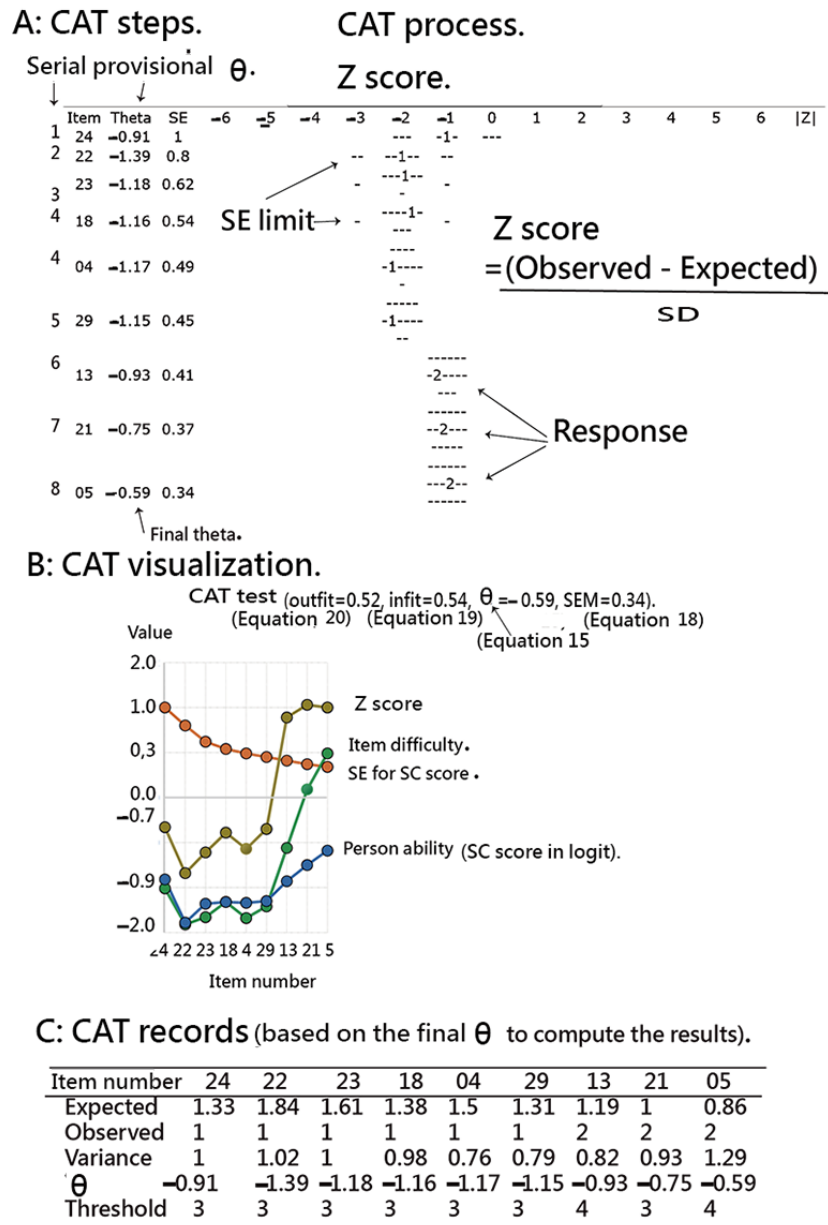 A: CAT steps. CAT process.
Serial provisional θ. Z score.
Item Theta SE −6 −5 −4 −3 −2 −1 0 1 2 3 4 5 6 |Z|
1 24 −0.91 1 --- -1- ---
2 22 −1.39 0.8 -- --1-- --
---1--
23 −1.18 0.62 - -
3 -
4 18 −1.16 0.54 SE limit - ----1- -
Z score
----
4 04 −1.17 0.49 -1---- =(Observed - Expected)
-
SD
-----
5 29 −1.15 0.45 -1----
--
6 ------
13 −0.93 0.41 -2----
---
------
7 21 −0.75 0.37 --2--- Response
-----
------
8 05 −0.59 0.34 ---2--
------
Final theta.
B: CAT visualization.
CAT test (outfit=0.52, infit=0.54, θ =−0.59, SEM=0.34).
(Equation 20) (Equation 19) (Equation 18)
(Equation 15
Value
2.0
1.0 Z score
0,3 Item difficulty.
SE for SC score .
0.0
−0.7
Person ability (SC score in logit).
−0.9
−2.0
24 22 23 18 4 29 13 21 5
Item number
C: CAT records (based on the final θ to compute the results).
Item number 24 22 23 18 04 29 13 21 05
Expected 1.33 1.84 1.61 1.38 1.5 1.31 1.19 1 0.86
Observed 1 1 1 1 1 1 2 2 2
Variance 1 1.02 1 0.98 0.76 0.79 0.82 0.93 1.29
θ −0.91 −1.39 −1.18 −1.16 −1.17 −1.15 −0.93 −0.75 −0.59
Threshold 3 3 3 3 3 3 4 3 4